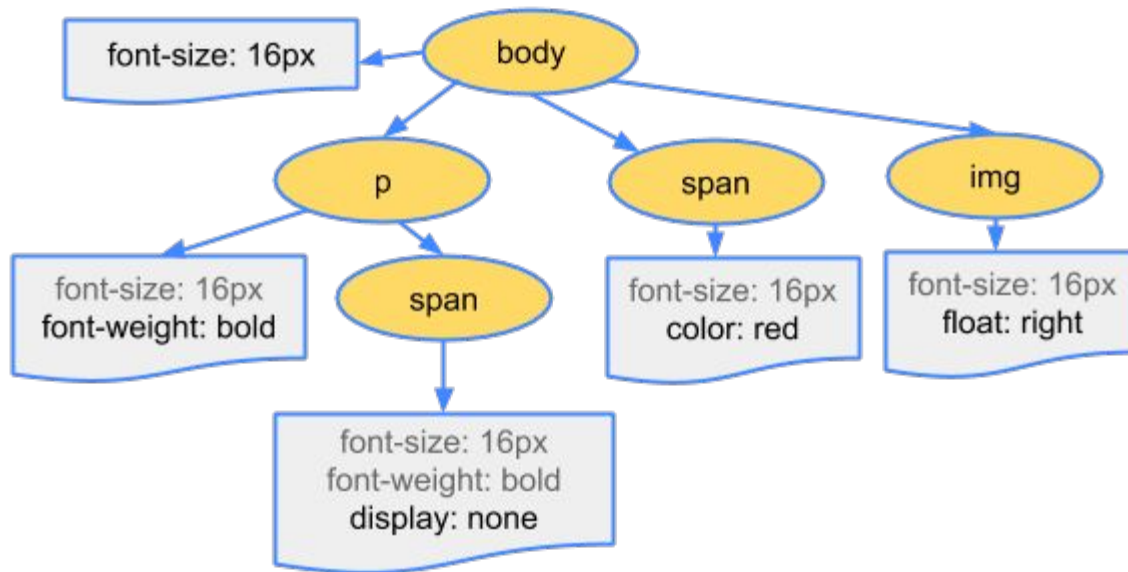 body
font-size: 16px
p
span
img
font-size: 16px
font-weight: bold
span
font-size: 16px
color: red
font-size: 16px
float: right
font-size: 16px
font-weight: bold
display: none